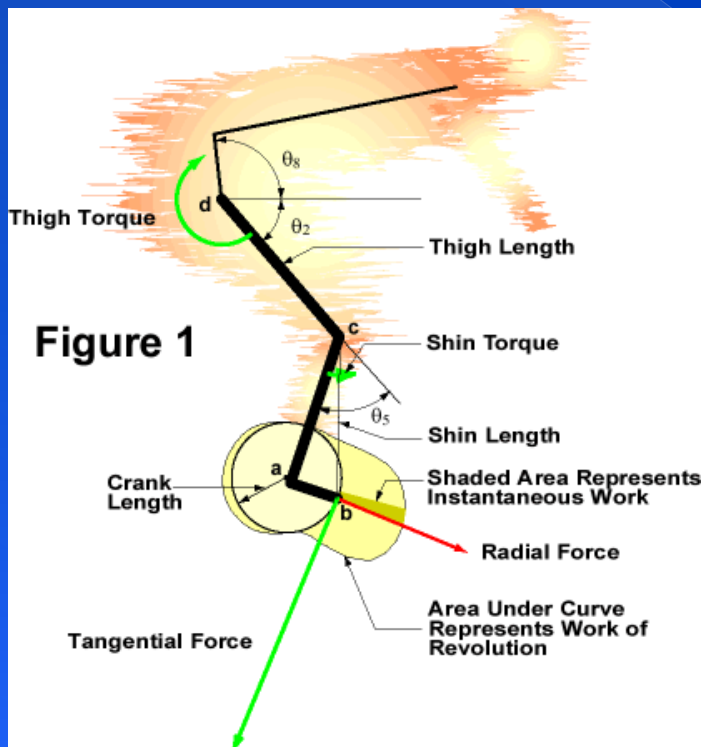 θ8
d
Thigh Torque
θ2
Thigh Length
c
Figure 1
Shin Torque
θ5
Shin Length
a
Crank
Length
Shaded Area Represents
Instantaneous Work
b
Radial Force
Area Under Curve
Represents Work of
Revolution
Tangential Force